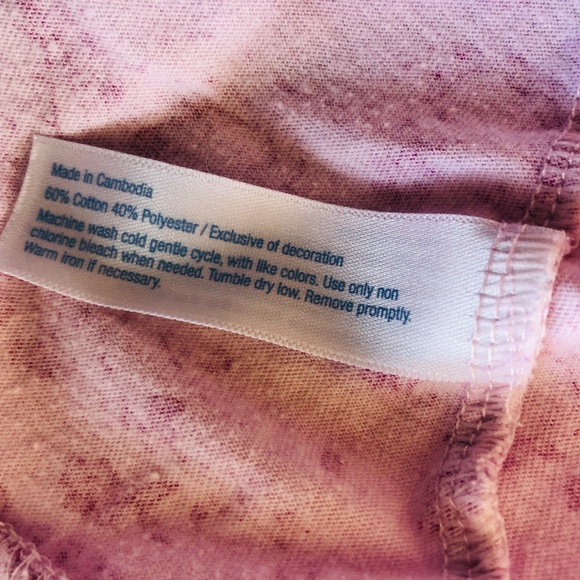 Made in Cambodia
60% Cotton 40% Polyester / Exclusive of decoration
Machine wash cold gentle cycle, with like colors. Use only non
chlorine bleach when needed. Tumble dry low. Remove promptly.
Warm iron if necessary.